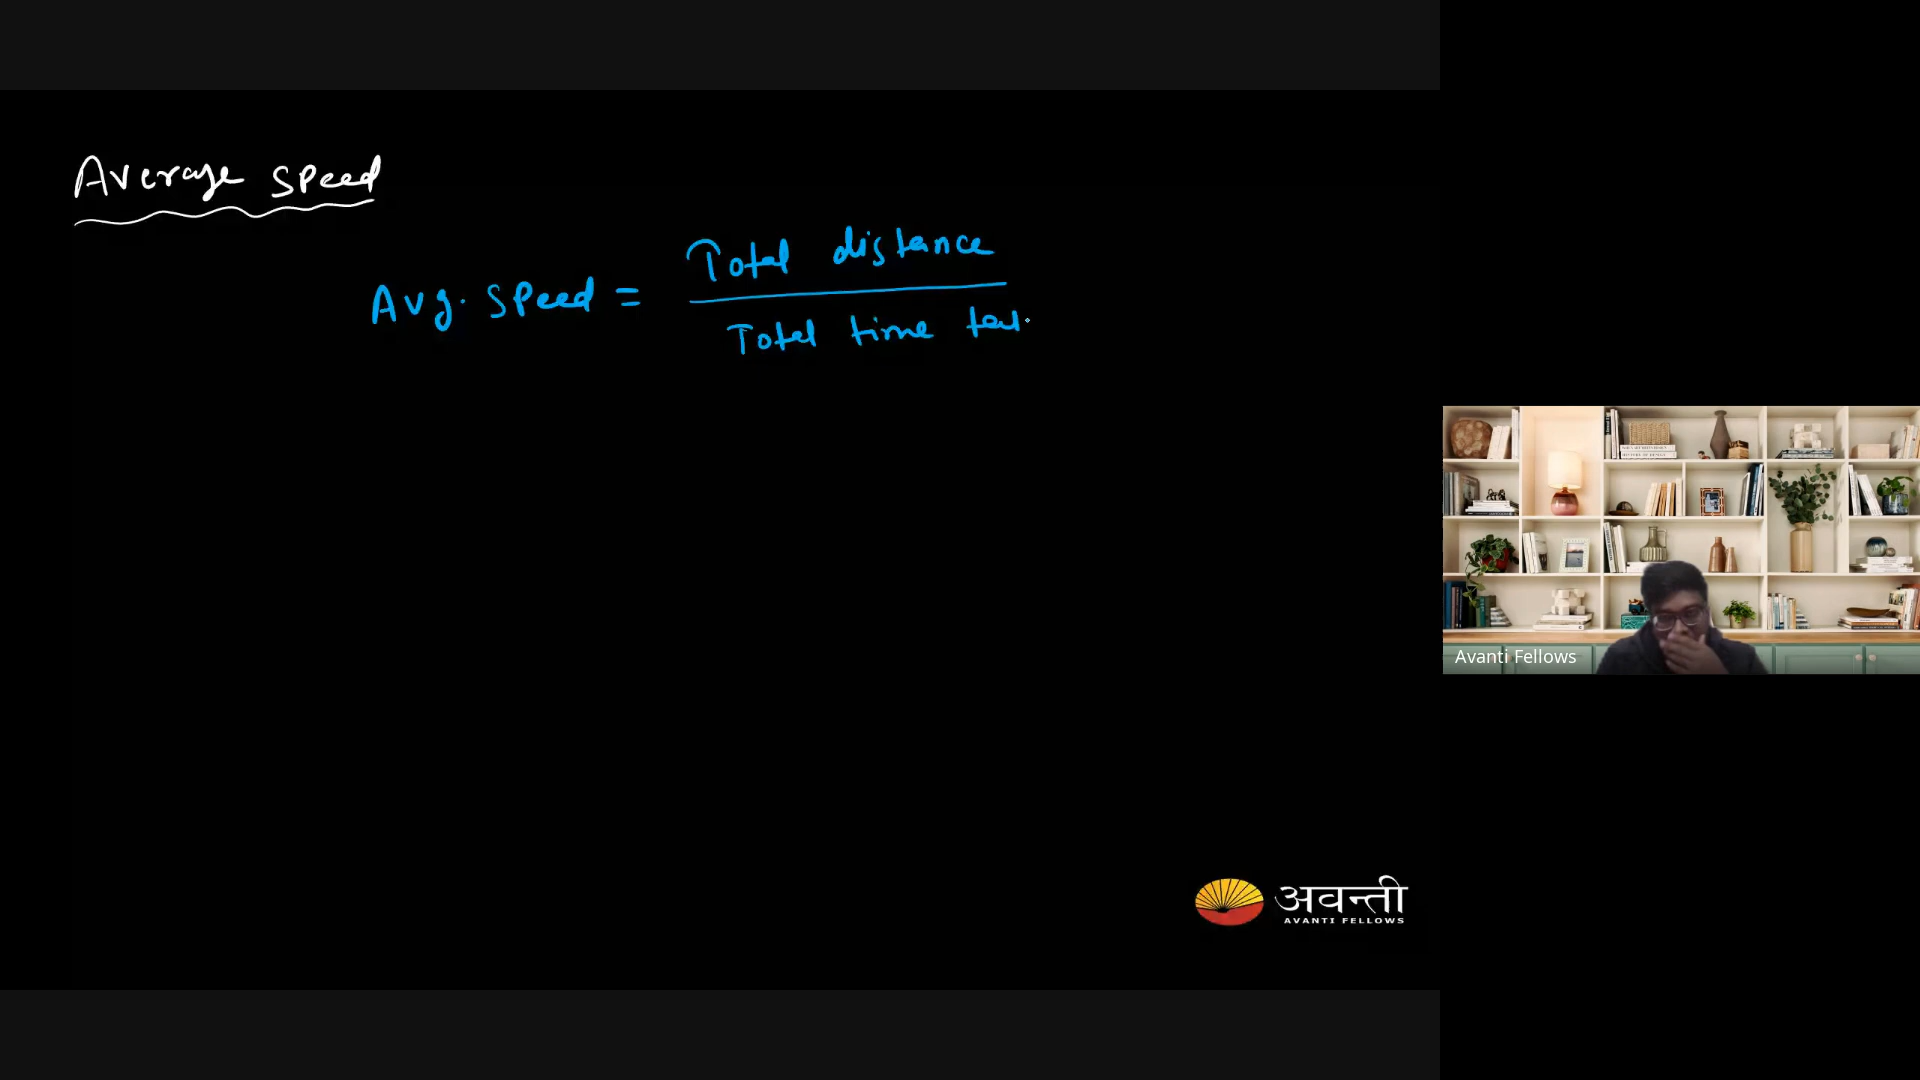 Average speed
Avg. speed = Total distance
Total time
अवन्ती
AVANTI FELLOWS
Avanti Fellows